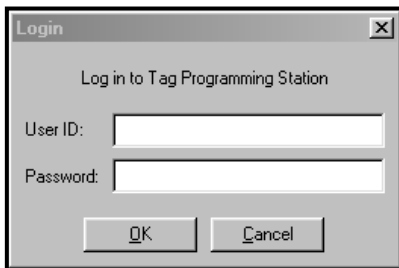 Login
Log in to Tag Programming Station
User ID:
Password:
OK
Cancel